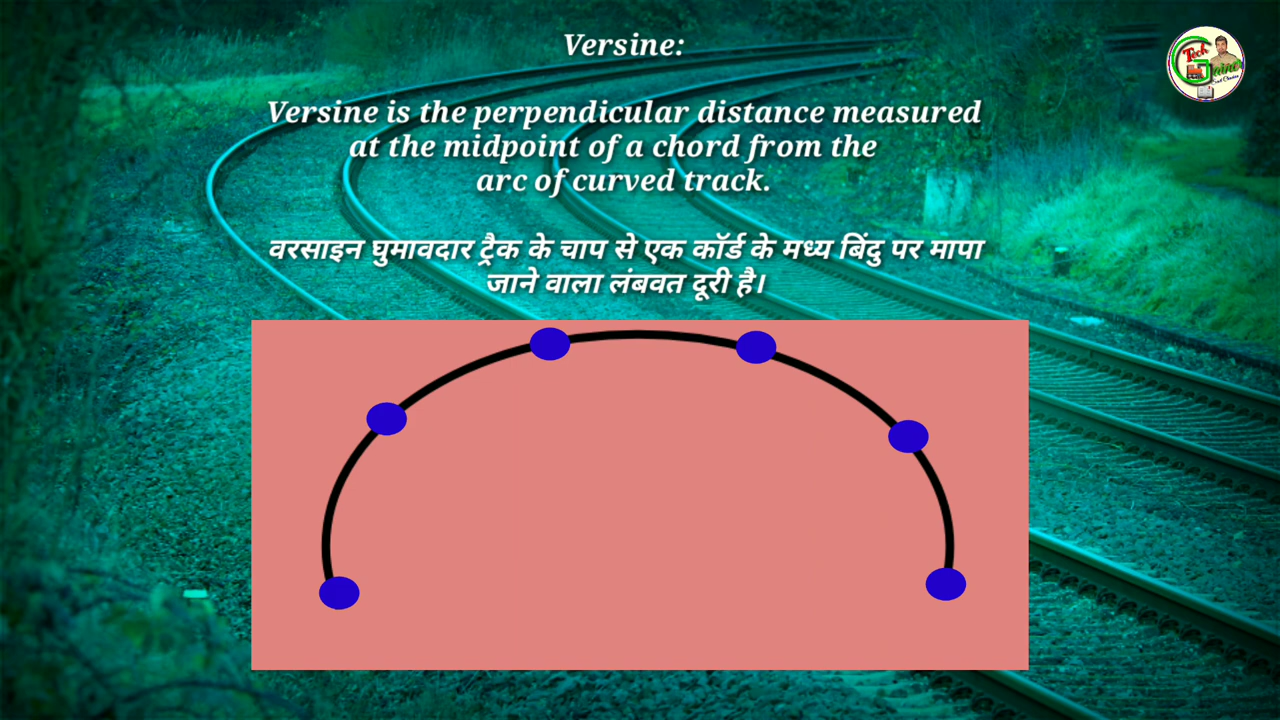 Versine:
Versine is the perpendicular distance measured
at the midpoint of a chord from the
arc of curved track.
वरसाइन घुमावदार ट्रैक के चाप से एक कॉर्ड के मध्य बिंदु पर मापा
जाने वाला लंबवत दूरी है।
Tech